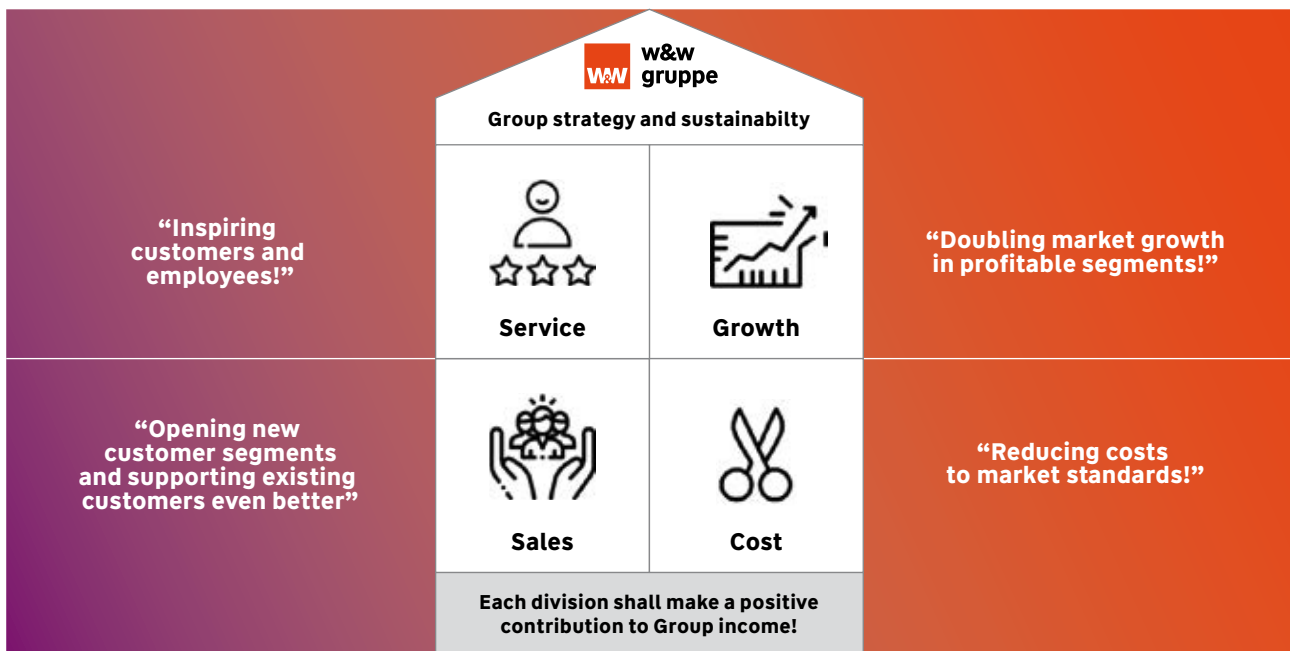 W&W
w&w
gruppe
Group strategy and sustainabilty
“Inspiring
customers and
employees!”
Service
Growth
“Doubling market growth
in profitable segments!”
“Opening new
customer segments
and supporting existing
customers even better”
Sales
Cost
“Reducing costs
to market standards!”
Each division shall make a positive
contribution to Group income!